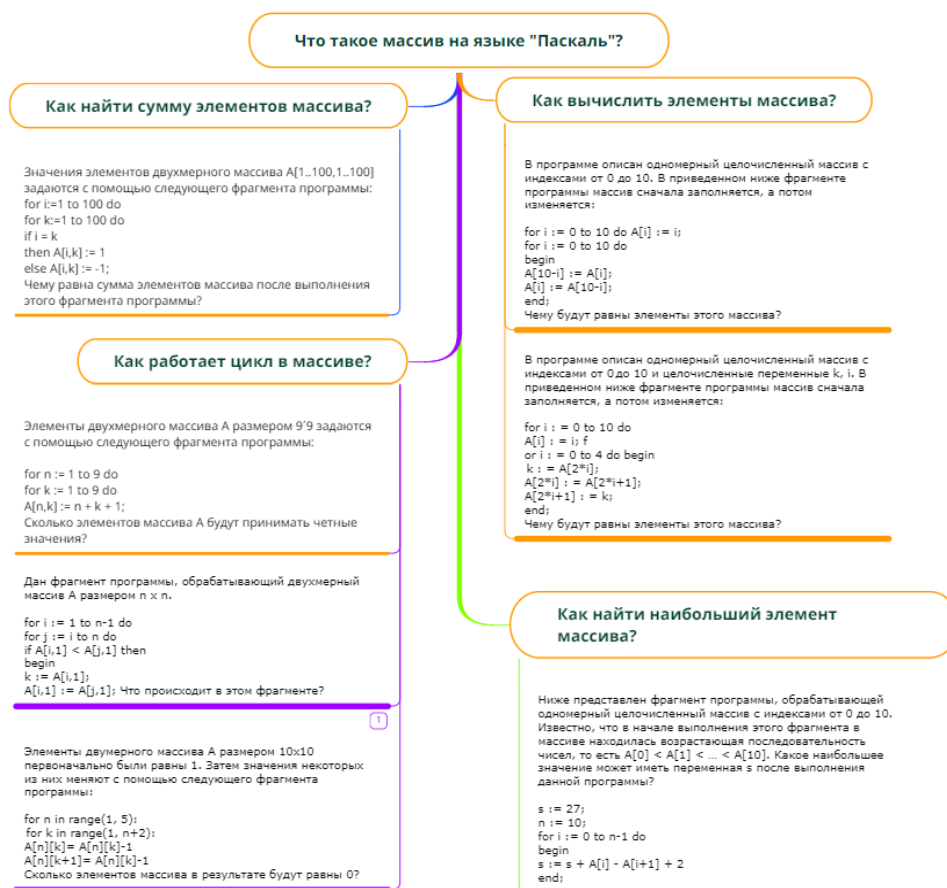 Что такое массив на языке "Паскаль"?
Как найти сумму элементов массива?
Значения элементов двухмерного массива A[1..100,1..100]
задаются с помощью следующего фрагмента программы:
for i:=1 to 100 do
for k:=1 to 100 do
if i = k
then A[i,k] := 1
else A[i,k] := -1;
Чему равна сумма элементов массива после выполнения
этого фрагмента программы?
Как работает цикл в массиве?
Элементы двухмерного массива A размером 9´9 задаются
с помощью следующего фрагмента программы:
for n := 1 to 9 do
for k := 1 to 9 do
A[n,k] := n + k + 1;
Сколько элементов массива A будут принимать четные
значения?
Дан фрагмент программы, обрабатывающий двухмерный
массив A размером n x n.
for i := 1 to n-1 do
for j := i to n do
if A[i,1] < A[j,1] then
begin
k := A[i,1];
A[i,1] := A[j,1]; Что происходит в этом фрагменте?
1
Элементы двумерного массива A размером 10x10
первоначально были равны 1. Затем значения некоторых
из них меняют с помощью следующего фрагмента
программы:
for n in range(1, 5):
for k in range(1, n+2):
A[n][k]= A[n][k]-1
A[n][k+1]= A[n][k]-1
Сколько элементов массива в результате будут равны 0?
Как вычислить элементы массива?
В программе описан одномерный целочисленный массив с
индексами от 0 до 10. В приведенном ниже фрагменте
программы массив сначала заполняется, а потом
изменяется:
for i := 0 to 10 do A[i] := i;
for i := 0 to 10 do
begin
A[10-i] := A[i];
A[i] := A[10-i];
end;
Чему будут равны элементы этого массива?
В программе описан одномерный целочисленный массив с
индексами от 0 до 10 и целочисленные переменные k, i. В
приведенном ниже фрагменте программы массив сначала
заполняется, а потом изменяется:
for i : = 0 to 10 do
A[i] : = i; f
or i : = 0 to 4 do begin
k : = A[2*i];
A[2*i] : = A[2*i+1];
A[2*i+1] : = k;
end;
Чему будут равны элементы этого массива?
Как найти наибольший элемент
массива?
Ниже представлен фрагмент программы, обрабатывающей
одномерный целочисленный массив с индексами от 0 до 10.
Известно, что в начале выполнения этого фрагмента в
массиве находилась возрастающая последовательность
чисел, то есть A[0] < A[1] < ... < A[10]. Какое наибольшее
значение может иметь переменная s после выполнения
данной программы?
s := 27;
n := 10;
for i := 0 to n-1 do
begin
s := s + A[i] - A[i+1] + 2
end;